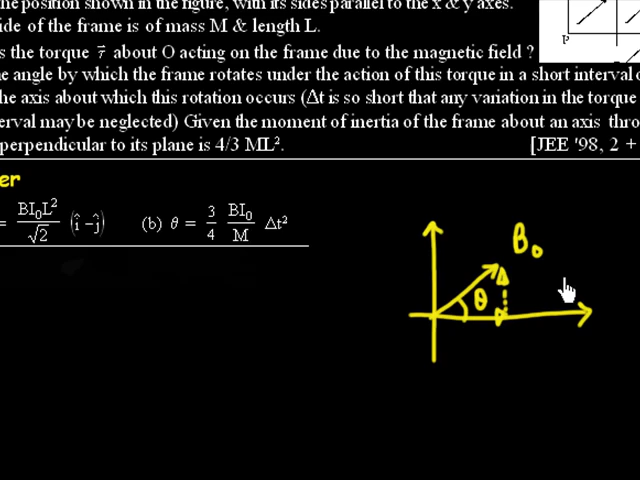 the position shown in the figure, with its sides parallel to the x & y axes.
ide of the frame is of mass M & length L.
s the torque τ⃗ about O acting on the frame due to the magnetic field ?
e angle by which the frame rotates under the action of this torque in a short interval o
he axis about which this rotation occurs (Δt is so short that any variation in the torque
erval may be neglected) Given the moment of inertia of the frame about an axis thro
perpendicular to its plane is 4/3 ML². [JEE '98, 2 +
P
er
= BI₀L²/√2 (î - ĵ) (b) θ = 3/4 BI₀/M Δt²
B₀
θ